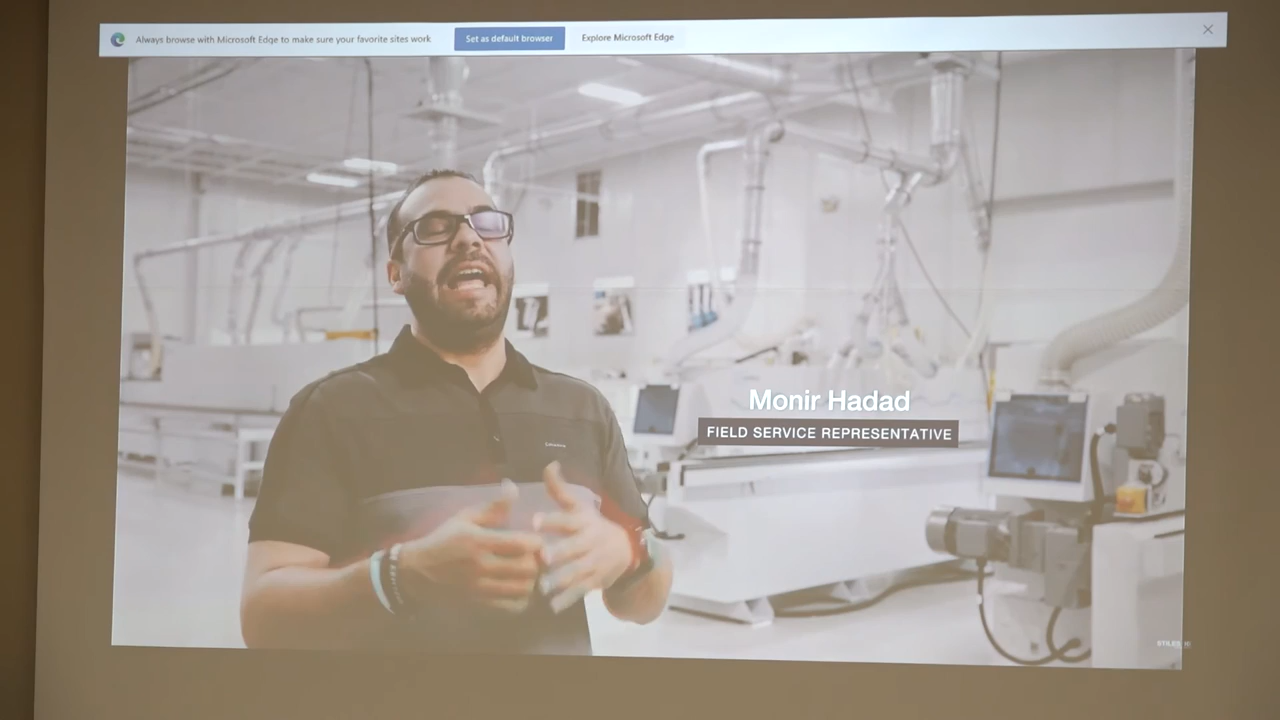 Always browse with Microsoft Edge to make sure your favorite sites work
Set as default browser
Explore Microsoft Edge
Monir Hadad
FIELD SERVICE REPRESENTATIVE
STILES